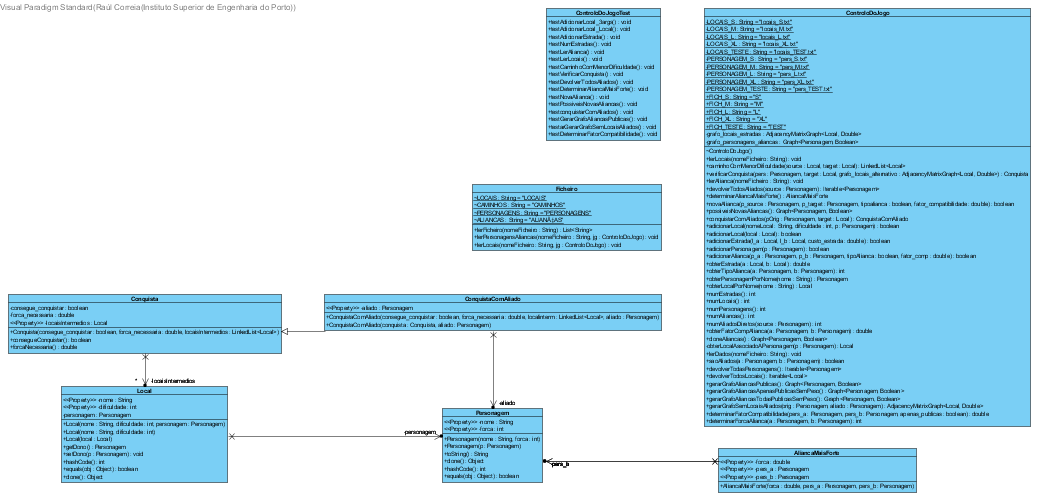 Visual Paradigm Standard(Raúl Correia(Instituto Superior de Engenharia do Porto))
ControloDoJogoTest
+testAdicionarLocal_3args() : void
+testAdicionarLocal_Local() : void
+testAdicionarEstrada() : void
+testNumEstradas() : void
+testLerAlianca() : void
+testLerLocais() : void
+testCaminhoComMenorDificuldade() : void
+testVerificarConquista() : void
+testDevolverTodosAliados() : void
+testDeterminarAliancaMaisForte() : void
+testNovaAlianca() : void
+testPossiveisNovasAliancas() : void
+testconquistarComAliado() : void
+testGerarGrafoAliancasPublicas() : void
+testaGerarGrafoSemLocaisAliados() : void
+testDeterminarFatorCompatibilidade() : void
ControloDoJogo
-LOCAIS_S : String = "locais_S.txt"
-LOCAIS_M : String = "locais_M.txt"
-LOCAIS_L : String = "locais_L.txt"
-LOCAIS_XL : String = "locais_XL.txt"
-LOCAIS_TESTE : String = "locais_TEST.txt"
-PERSONAGEM_S : String = "pers_S.txt"
-PERSONAGEM_M : String = "pers_M.txt"
-PERSONAGEM_L : String = "pers_L.txt"
-PERSONAGEM_XL : String = "pers_XL.txt"
-PERSONAGEM_TESTE : String = "pers_TEST.txt"
+FICH_S : String = "S"
+FICH_M : String = "M"
+FICH_L : String = "L"
+FICH_XL : String = "XL"
+FICH_TESTE : String = "TEST"
-grafo_locais_estradas : AdjacencyMatrixGraph<Local, Double>
-grafo_personagens_aliancas : Graph<Personagem, Boolean>
~ControloDoJogo()
+lerLocais(nomeFicheiro : String) : void
+caminhoComMenorDificuldade(source : Local, target : Local) : LinkedList<Local>
+verificarConquista(pers : Personagem, target : Local, grafo_locais_alternativo : AdjacencyMatrixGraph<Local, Double>) : Conquista
+lerAlianca(nomeFicheiro : String) : void
+devolverTodosAliados(source : Personagem) : Iterable<Personagem>
+determinarAliancaMaisForte() : AliancaMaisForte
+novaAlianca(p_source : Personagem, p_target : Personagem, tipoalianca : boolean, fator_compatibilidade : double) : boolean
+possiveisNovasAliancas() : Graph<Personagem, Boolean>
+conquistarComAliado(pOrig : Personagem, target : Local) : ConquistaComAliado
+adicionarLocal(nomeLocal : String, dificuldade : int, p : Personagem) : boolean
+adicionarLocal(local : Local) : boolean
+adicionarEstrada(l_a : Local, l_b : Local, custo_estrada : double) : boolean
+adicionarPersonagem(p : Personagem) : boolean
+adicionarAlianca(p_a : Personagem, p_b : Personagem, tipoAlianca : boolean, fator_comp : double) : boolean
+obterEstrada(a : Local, b : Local) : double
+obterTipoAlianca(a : Personagem, b : Personagem) : int
+obterPersonagemPorNome(nome : String) : Personagem
+obterLocalPorNome(nome : String) : Local
+numEstradas() : int
+numLocais() : int
+numPersonagens() : int
+numAliancas() : int
+numAliadosDiretos(source : Personagem) : int
+obterFatorCompAlianca(a : Personagem, b : Personagem) : double
+cloneAliancas() : Graph<Personagem, Boolean>
-obterLocalAssociadoAPersonagem(p : Personagem) : Local
+lerDados(nomeFicheiro : String) : void
+saoAliados(a : Personagem, b : Personagem) : boolean
+devolverTodasPersonagens() : Iterable<Personagem>
+devolverTodosLocais() : Iterable<Local>
+gerarGrafoAliancasPublicas() : Graph<Personagem, Boolean>
+gerarGrafoAliancasApenasPublicasSemPeso() : Graph<Personagem, Boolean>
+gerarGrafoAliancasTodasPublicasSemPeso() : Graph<Personagem, Boolean>
+gerarGrafoSemLocaisAliados(orig : Personagem, aliado : Personagem) : AdjacencyMatrixGraph<Local, Double>
+determinarFatorCompatibilidade(pers_a : Personagem, pers_b : Personagem, apenas_publicas : boolean) : double
+determinarForcaAlianca(a : Personagem, b : Personagem) : int
Ficheiro
~LOCAIS : String = "LOCAIS"
~CAMINHOS : String = "CAMINHOS"
~PERSONAGENS : String = "PERSONAGENS"
+lerFicheiro(nomeFicheiro : String) : List<String>
+lerPersonagensAliancas(nomeFicheiro : String, jg : ControloDoJogo) : void
+lerLocais(nomeFicheiro : String, jg : ControloDoJogo) : void
Conquista
-consegue_conquistar : boolean
-forca_necessaria : double
<<Property>> -locaisintermedios : Local
+Conquista(consegue_conquistar : boolean, forca_necessaria : double, locaisintermedios : LinkedList<Local>)
+consegueConquistar() : boolean
+forcaNecessaria() : double
ConquistaComAliado
<<Property>> -aliado : Personagem
+ConquistaComAliado(consegue_conquistar : boolean, forca_necessaria : double, locaisInterm : LinkedList<Local>, aliado : Personagem)
+ConquistaComAliado(conquista : Conquista, aliado : Personagem)
* -locaisintermedios
Local
<<Property>> -nome : String
<<Property>> -dificuldade : int
-personagem : Personagem
+Local(nome : String, dificuldade : int, personagem : Personagem)
+Local(nome : String, dificuldade : int)
+Local(local : Local)
+getDono() : Personagem
+setDono(p : Personagem) : void
+hashCode() : int
+equals(obj : Object) : boolean
+clone() : Object
-personagem
-aliado
Personagem
<<Property>> -nome : String
<<Property>> -forca : int
+Personagem(nome : String, forca : int)
+Personagem(p : Personagem)
+toString() : String
+clone() : Object
+hashCode() : int
+equals(obj : Object) : boolean
-pers_b
AliancaMaisForte
<<Property>> -forca : double
<<Property>> -pers_a : Personagem
<<Property>> -pers_b : Personagem
+AliancaMaisForte(forca : double, pers_a : Personagem, pers_b : Personagem)